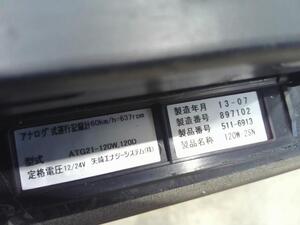 アナログ式運行記録計60km/h=637rpm
型式 ATG21-120W,120D
定格電圧12/24V 矢崎エナジーシステム(株)
製造年月 13-07
製造番号 897102
製品番号 511-6913
製品名称 120W 2SN